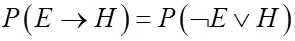 P(E → H) = P(¬E ∨ H)